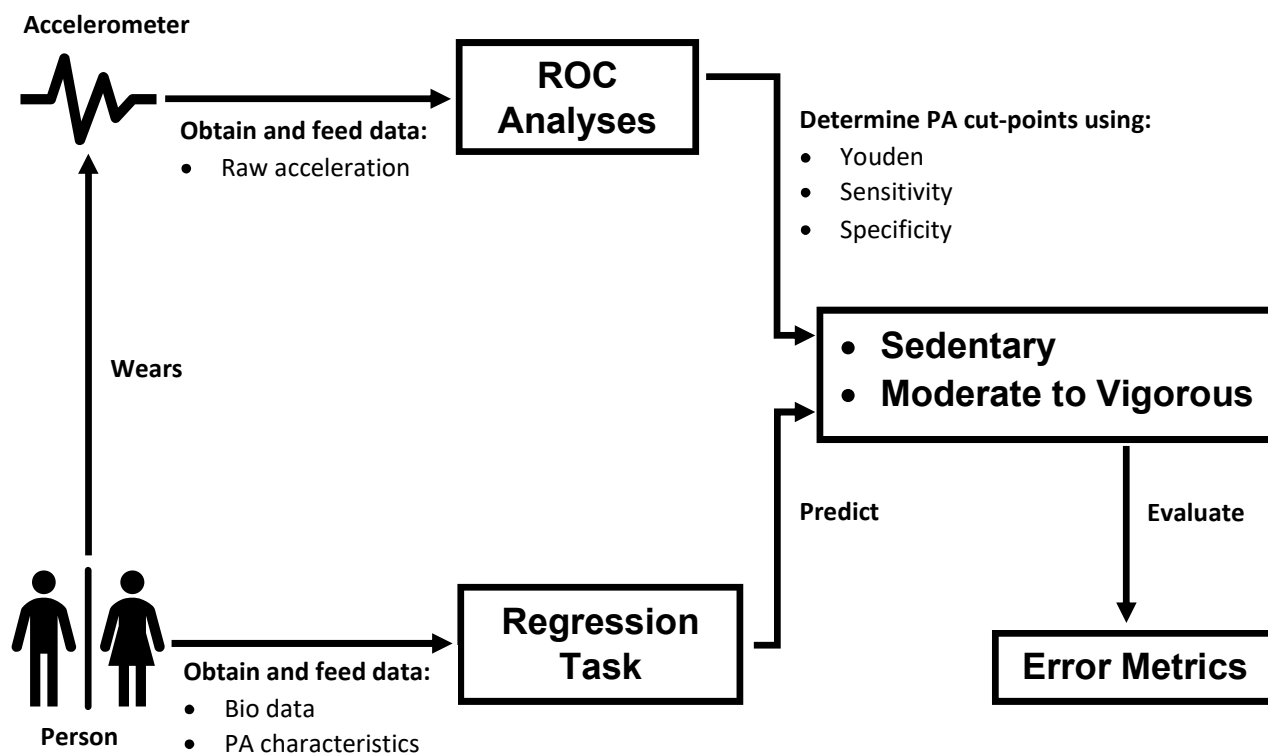 Accelerometer
ROC
Analyses
Obtain and feed data:
• Raw acceleration
Determine PA cut-points using:
• Youden
• Sensitivity
• Specificity
Wears
• Sedentary
• Moderate to Vigorous
Predict
Evaluate
Regression
Task
Error Metrics
Obtain and feed data:
• Bio data
• PA characteristics
Person